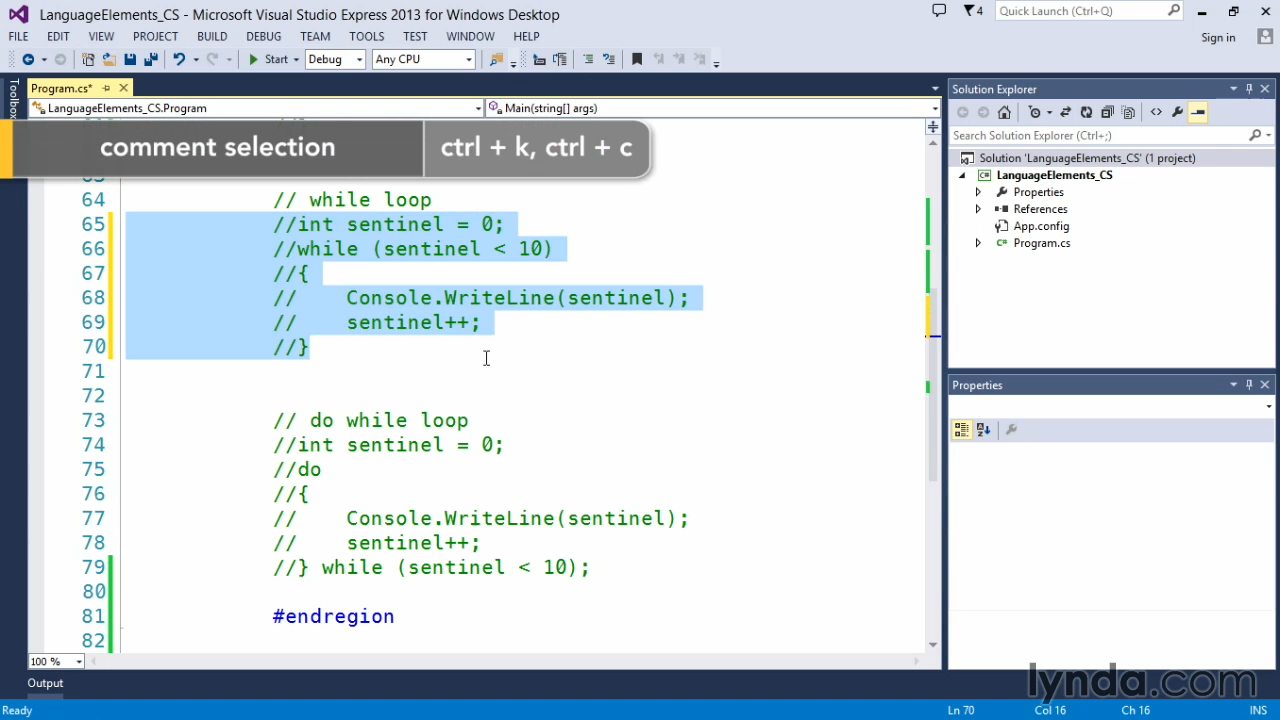 LanguageElements_CS - Microsoft Visual Studio Express 2013 for Windows Desktop
4
Quick Launch (Ctrl+Q)
FILE EDIT VIEW PROJECT BUILD DEBUG TEAM TOOLS TEST WINDOW HELP
Sign in
Start Debug Any CPU
Toolbox
Program.cs*
LanguageElements_CS.Program
Main(string[] args)
comment selection
ctrl + k, ctrl + c
64 // while loop
65 //int sentinel = 0;
66 //while (sentinel < 10)
67 //{
68 //    Console.WriteLine(sentinel);
69 //    sentinel++;
70 //}
71
72
73 // do while loop
74 //int sentinel = 0;
75 //do
76 //{
77 //    Console.WriteLine(sentinel);
78 //    sentinel++;
79 //} while (sentinel < 10);
80
81 #endregion
82
100 %
Output
Solution Explorer
Search Solution Explorer (Ctrl+;)
Solution 'LanguageElements_CS' (1 project)
C# LanguageElements_CS
Properties
References
App.config
C# Program.cs
Properties
lynda.com
Ready
Ln 70 Col 16 Ch 16 INS